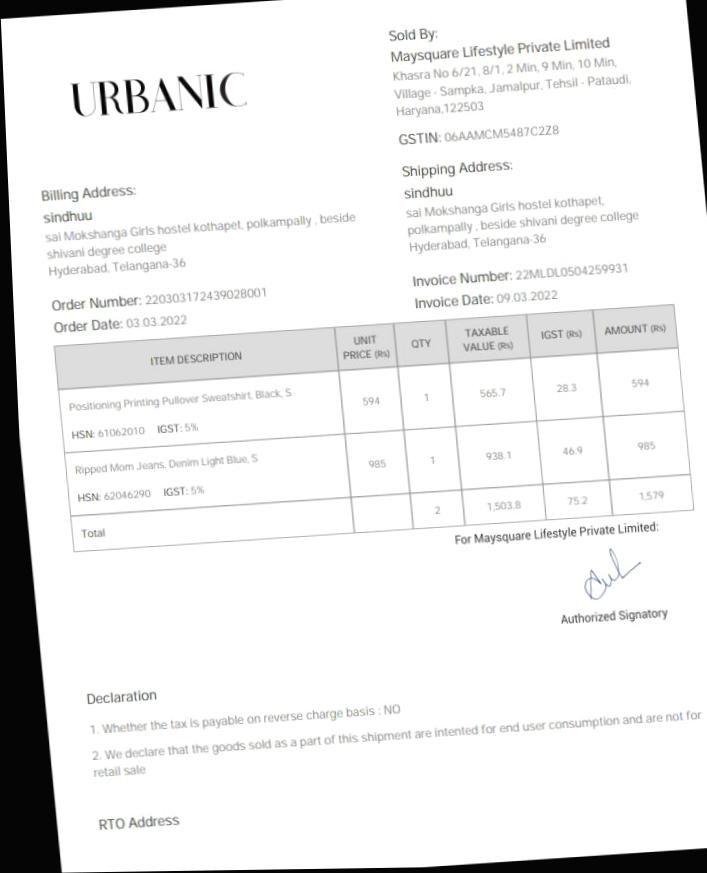 URBANIC
Sold By:
Maysquare Lifestyle Private Limited
Khasra No 6/21, 8/1, 2 Min, 9 Min, 10 Min,
Village - Sampka, Jamalpur, Tehsil - Pataudi,
Haryana,122503
GSTIN: 06AAMCM5487C2Z8
Billing Address:
sindhuu
sai Mokshanga Girls hostel kothapet, polkampally , beside
shivani degree college
Hyderabad, Telangana-36
Shipping Address:
sindhuu
sai Mokshanga Girls hostel kothapet,
polkampally , beside shivani degree college
Hyderabad, Telangana-36
Order Number: 220303172439028001
Order Date: 03.03.2022
Invoice Number: 22MLDL0504259931
Invoice Date: 09.03.2022
ITEM DESCRIPTION UNIT PRICE (Rs) QTY TAXABLE VALUE (Rs) IGST (Rs) AMOUNT (Rs)
Positioning Printing Pullover Sweatshirt, Black, S 594 1 565.7 28.3 594
HSN: 61062010 IGST: 5%
Ripped Mom Jeans, Denim Light Blue, S 985 1 938.1 46.9 985
HSN: 62046290 IGST: 5%
Total 2 1,503.8 75.2 1,579
For Maysquare Lifestyle Private Limited:
Authorized Signatory
Declaration
1. Whether the tax is payable on reverse charge basis : NO
2. We declare that the goods sold as a part of this shipment are intented for end user consumption and are not for
retail sale
RTO Address